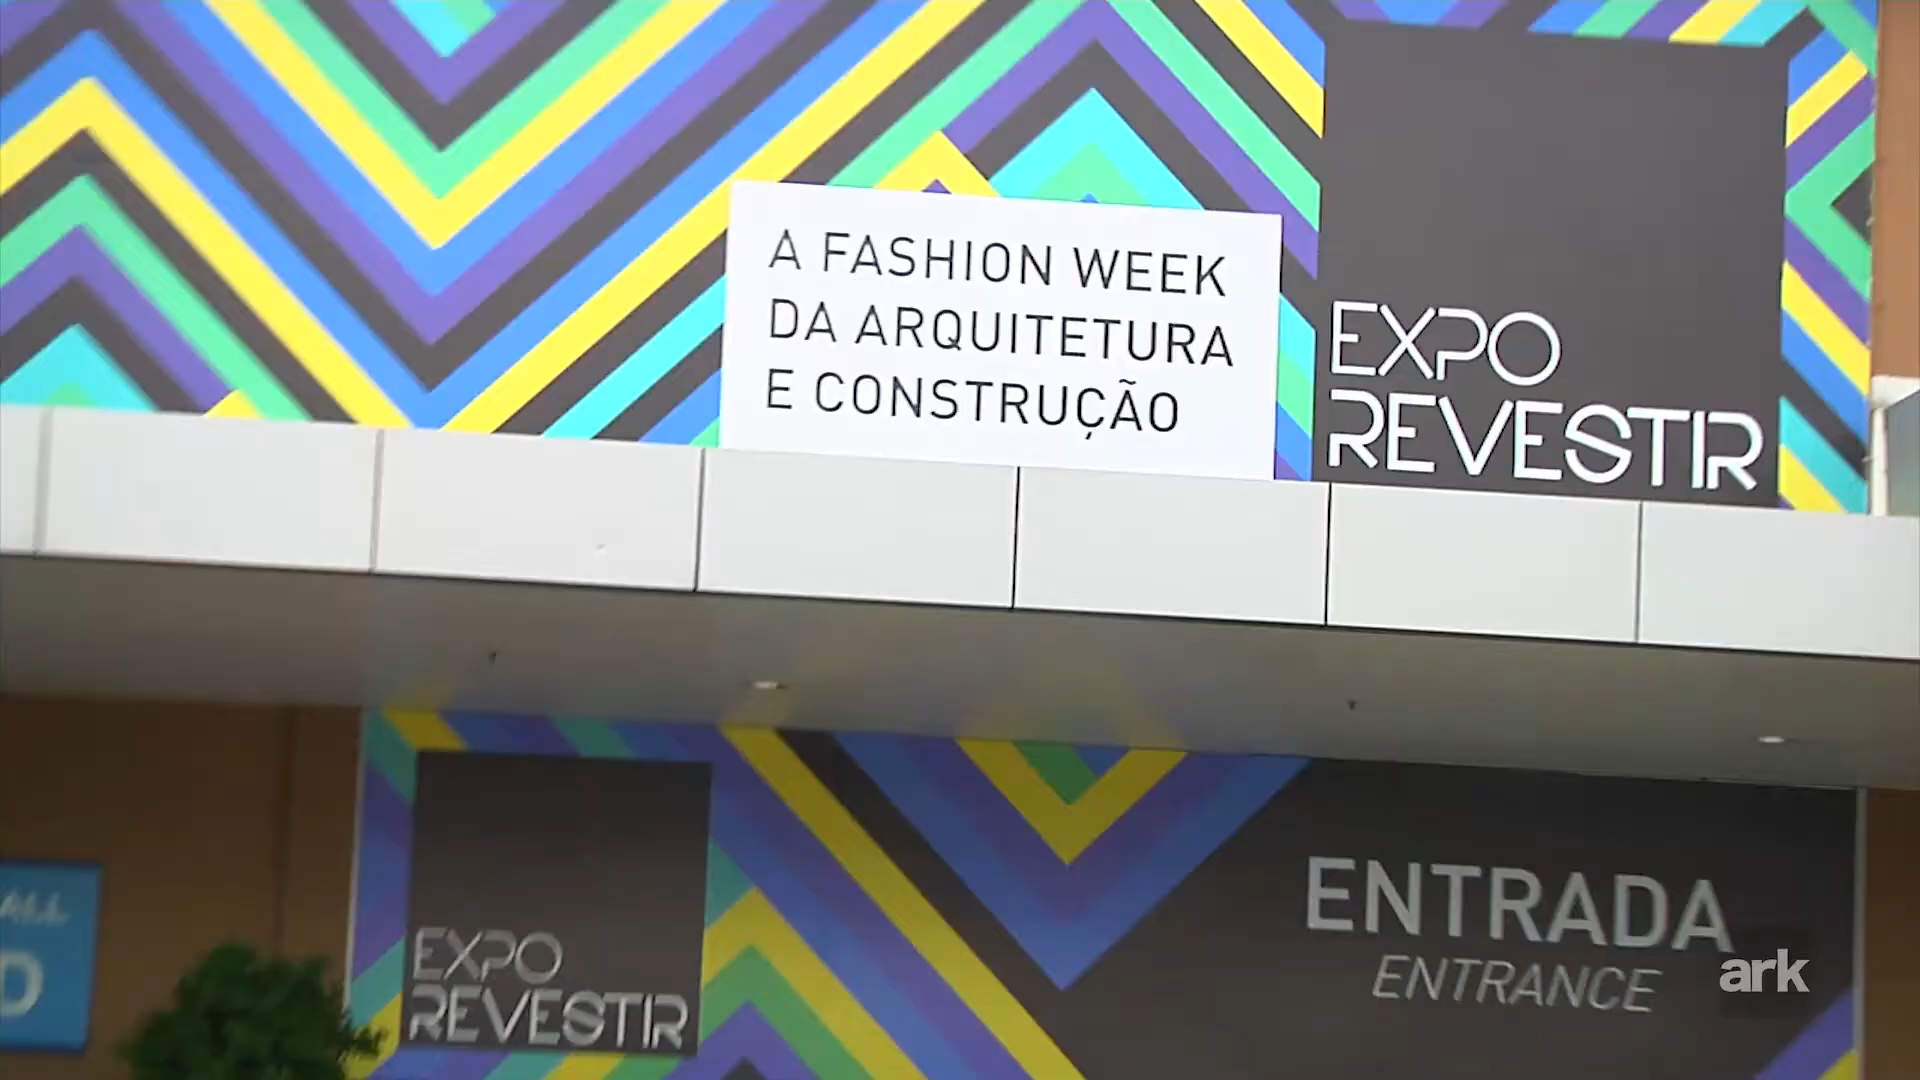 A FASHION WEEK
DA ARQUITETURA
E CONSTRUÇÃO
EXPO
REVESTIR
EXPO
REVESTIR
ENTRADA
ENTRANCE
ark